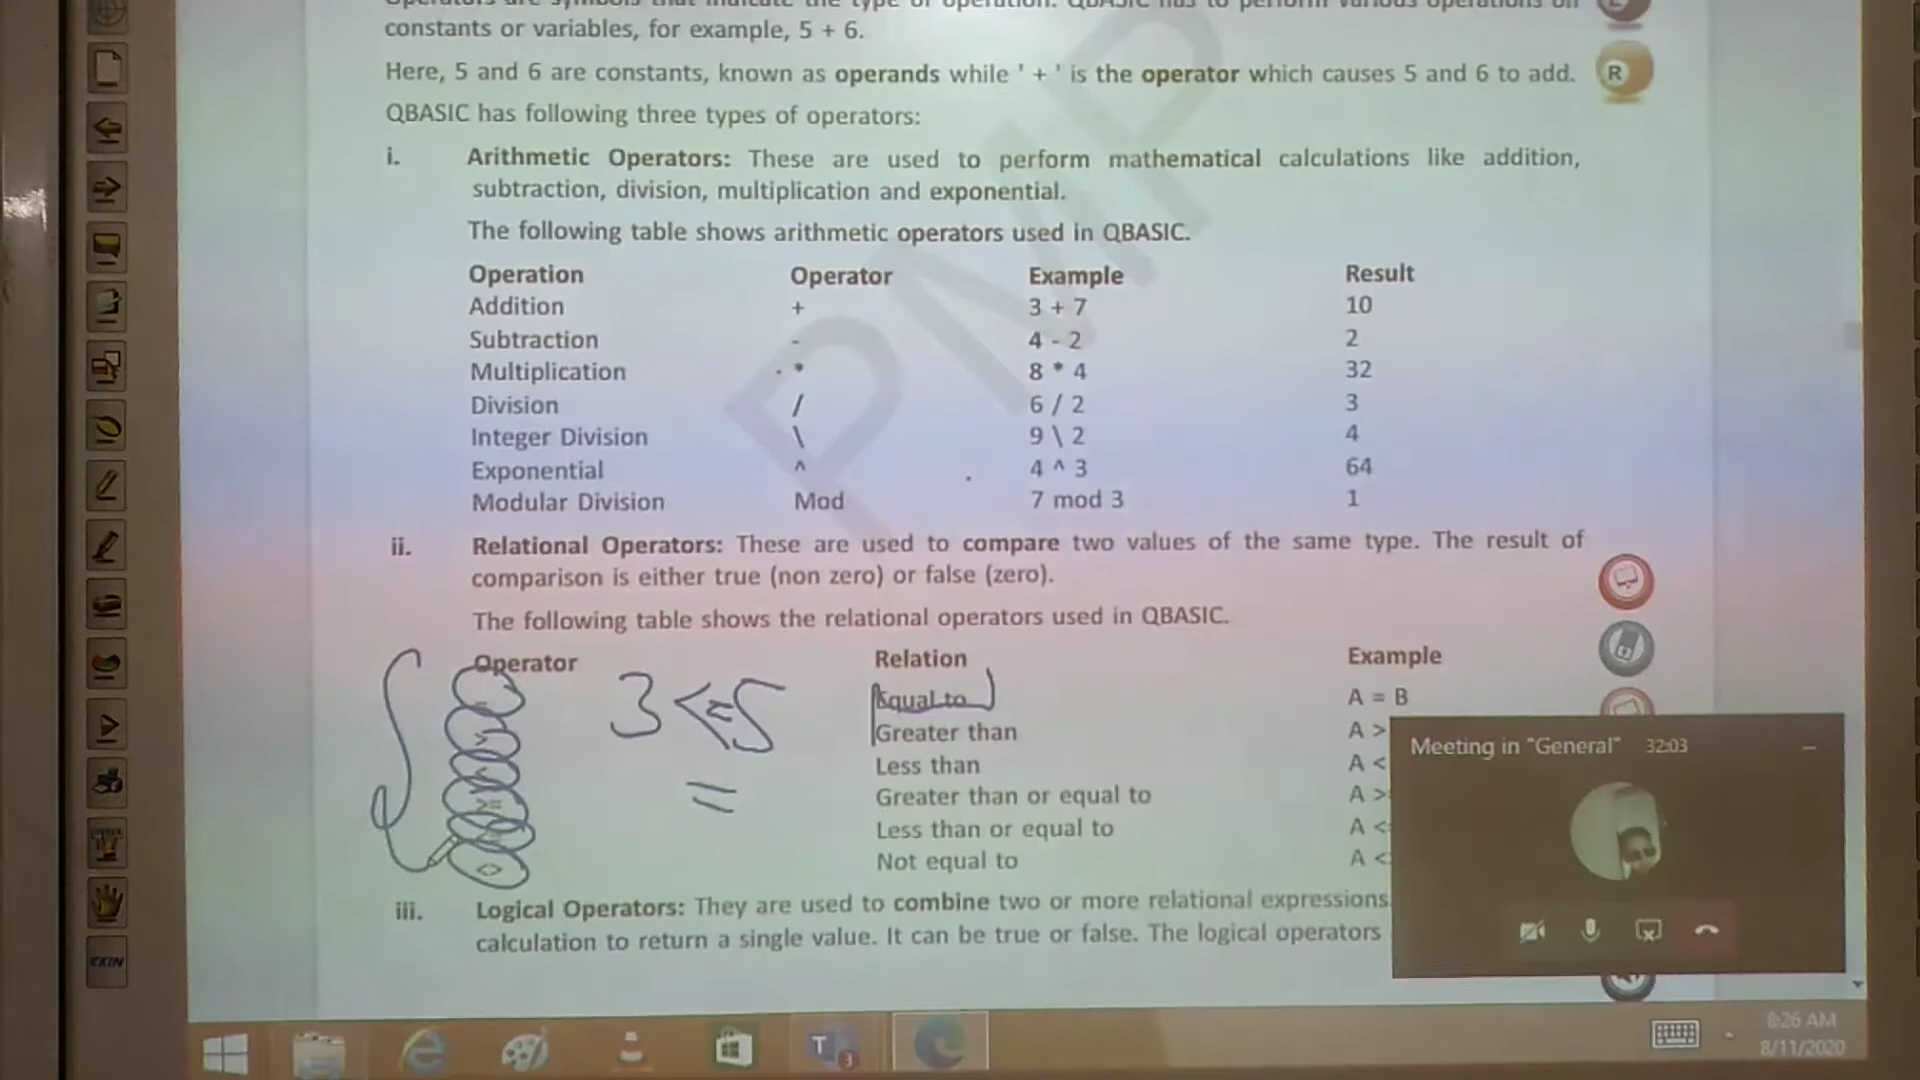 constants or variables, for example, 5 + 6.
Here, 5 and 6 are constants, known as operands while ' + ' is the operator which causes 5 and 6 to add.
R
QBASIC has following three types of operators:
i. Arithmetic Operators: These are used to perform mathematical calculations like addition,
subtraction, division, multiplication and exponential.
The following table shows arithmetic operators used in QBASIC.
Operation Operator Example Result
Addition + 3 + 7 10
Subtraction - 4 - 2 2
Multiplication * 8 * 4 32
Division / 6 / 2 3
Integer Division \ 9 \ 2 4
Exponential ^ 4 ^ 3 64
Modular Division Mod 7 mod 3 1
PMP
ii. Relational Operators: These are used to compare two values of the same type. The result of
comparison is either true (non zero) or false (zero).
The following table shows the relational operators used in QBASIC.
Operator Relation Example
= Equal to A = B
> Greater than A >
< Less than A <
>= Greater than or equal to A >
Less than or equal to A <
<> Not equal to A <
3 <= 5
=
iii. Logical Operators: They are used to combine two or more relational expressions
calculation to return a single value. It can be true or false. The logical operators
Meeting in "General" 32:03
EKIN
T 3
8:26 AM
8/11/2020